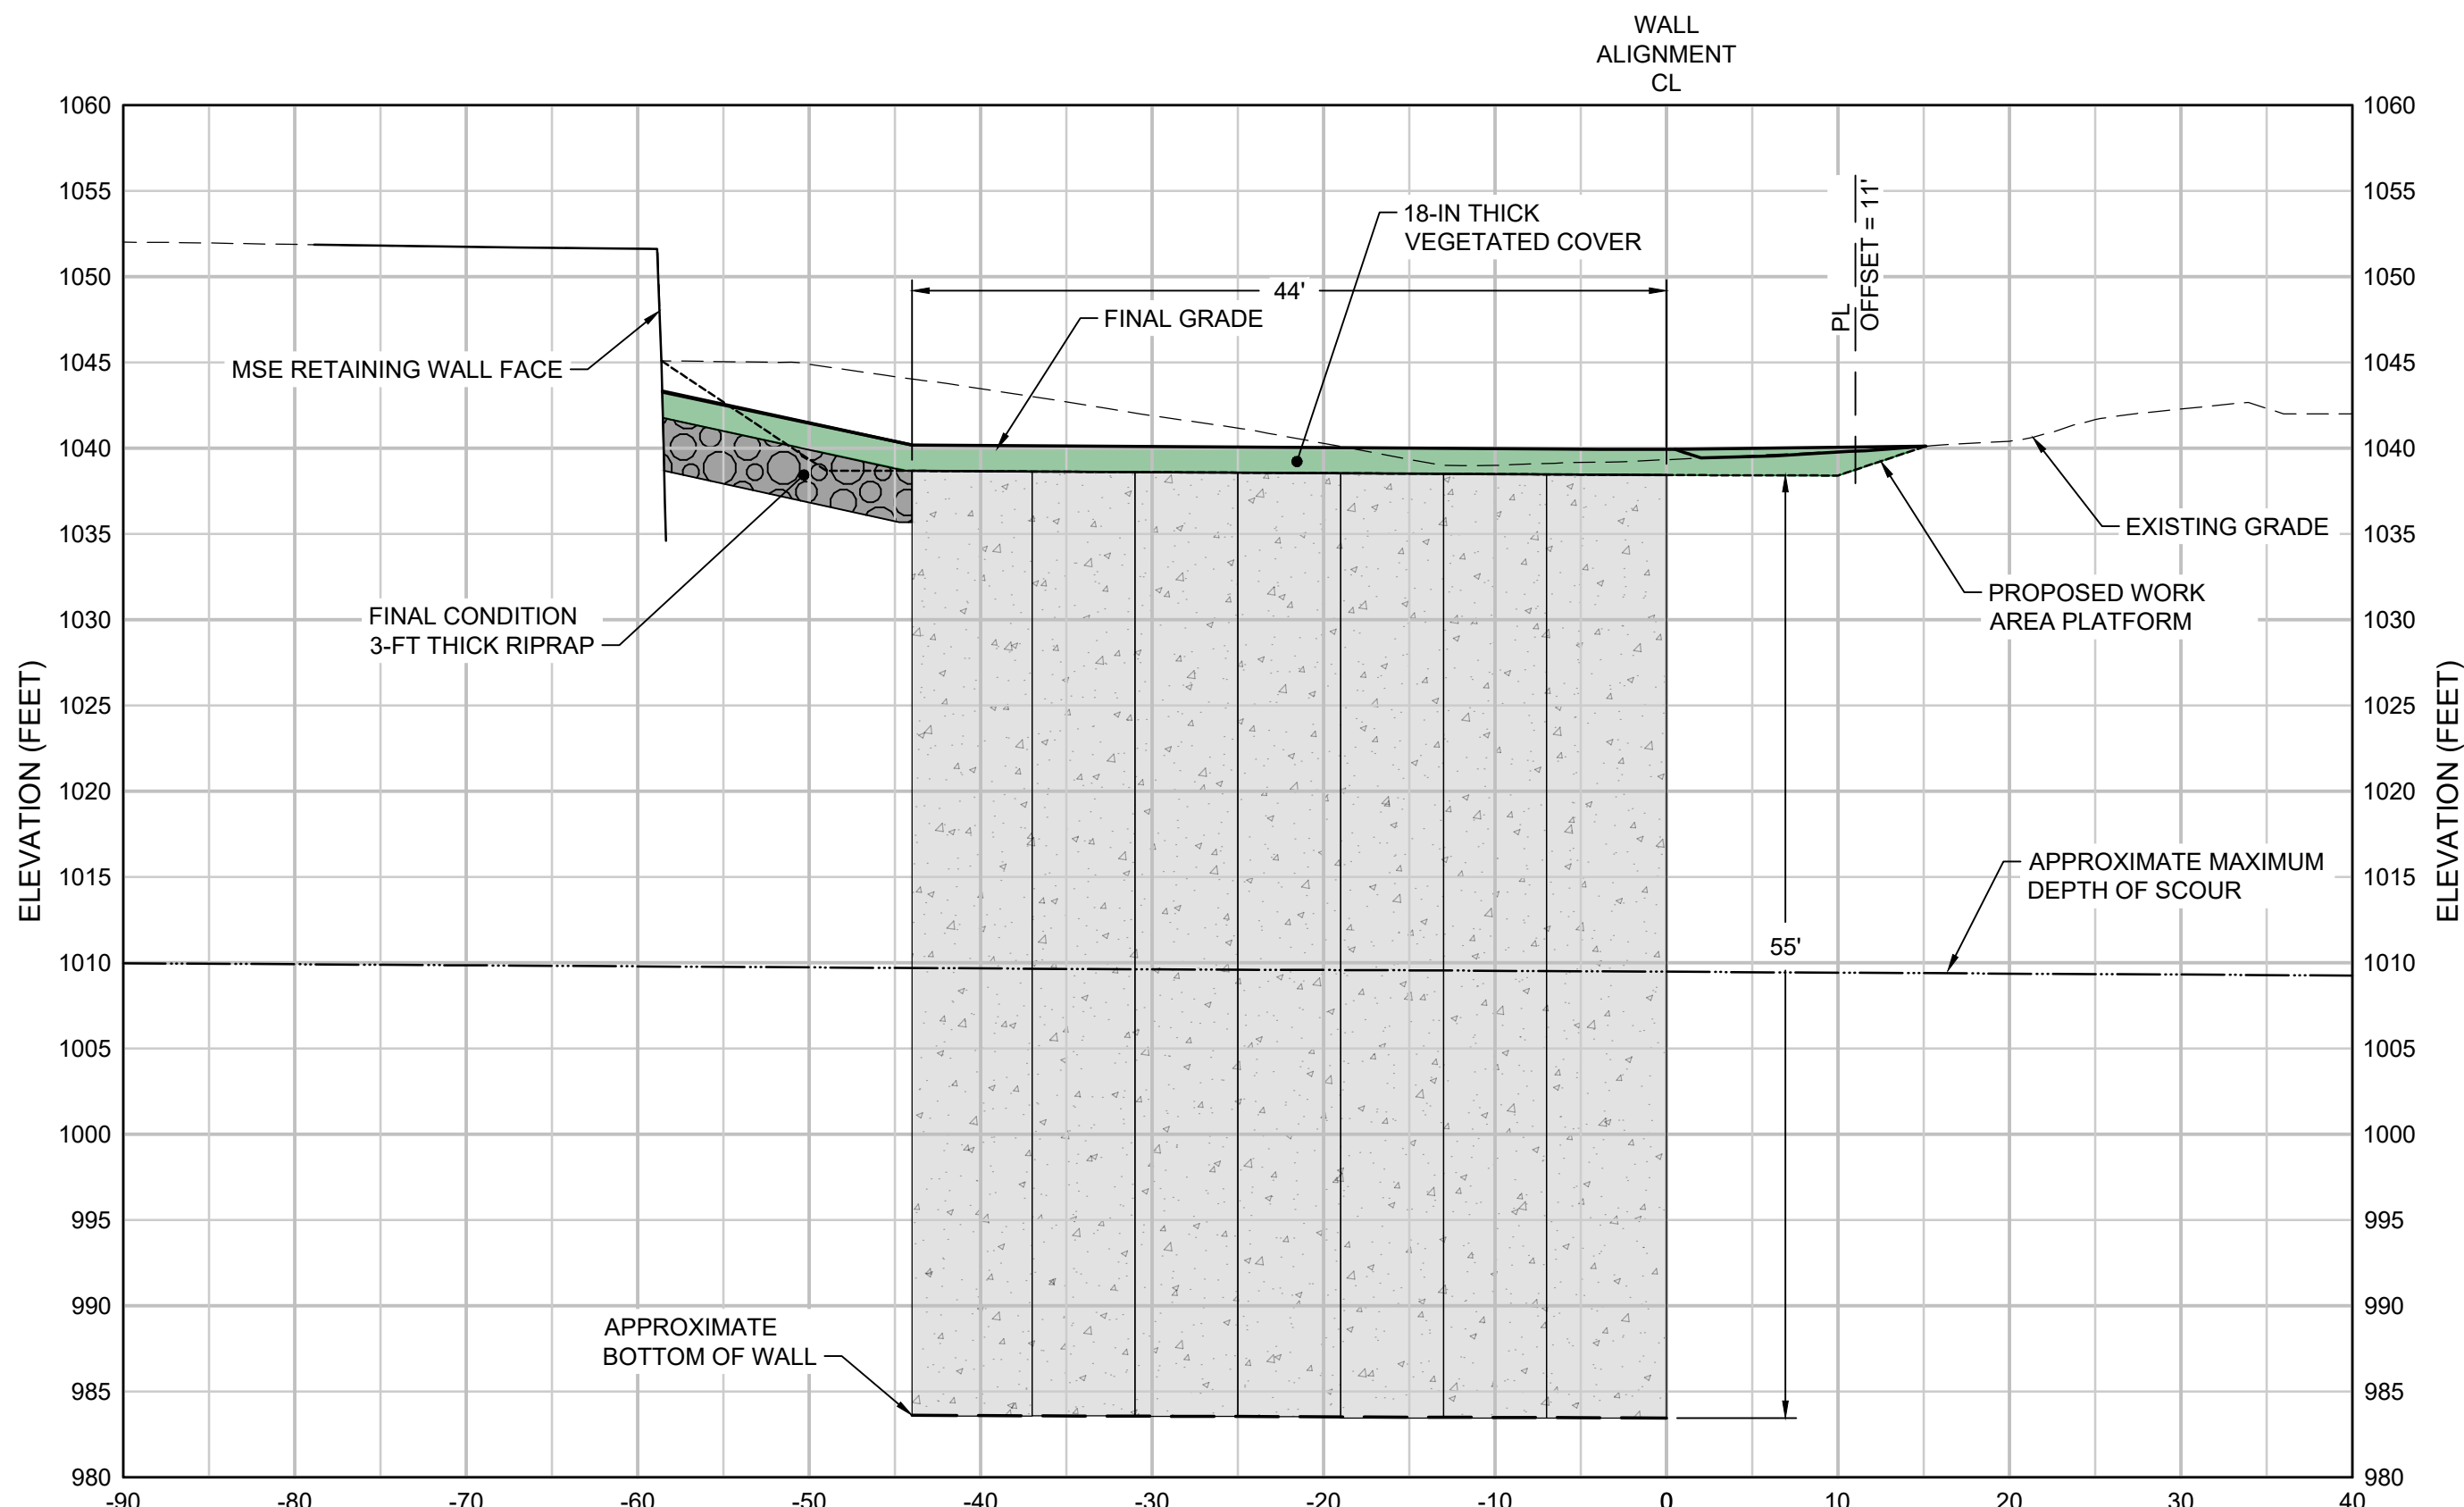 WALL
ALIGNMENT
CL
1060
1060
1055
1055
1050
1050
1045
1045
1040
1040
1035
1035
1030
1030
1025
1025
1020
1020
1015
1015
1010
1010
1005
1005
1000
1000
995
995
990
990
985
985
980
980
ELEVATION (FEET)
ELEVATION (FEET)
18-IN THICK
VEGETATED COVER
PL
OFFSET = 11'
44'
FINAL GRADE
MSE RETAINING WALL FACE
EXISTING GRADE
PROPOSED WORK
AREA PLATFORM
FINAL CONDITION
3-FT THICK RIPRAP
APPROXIMATE MAXIMUM
DEPTH OF SCOUR
55'
APPROXIMATE
BOTTOM OF WALL
-90 -80 -70 -60 -50 -40 -30 -20 -10 0 10 20 30 40